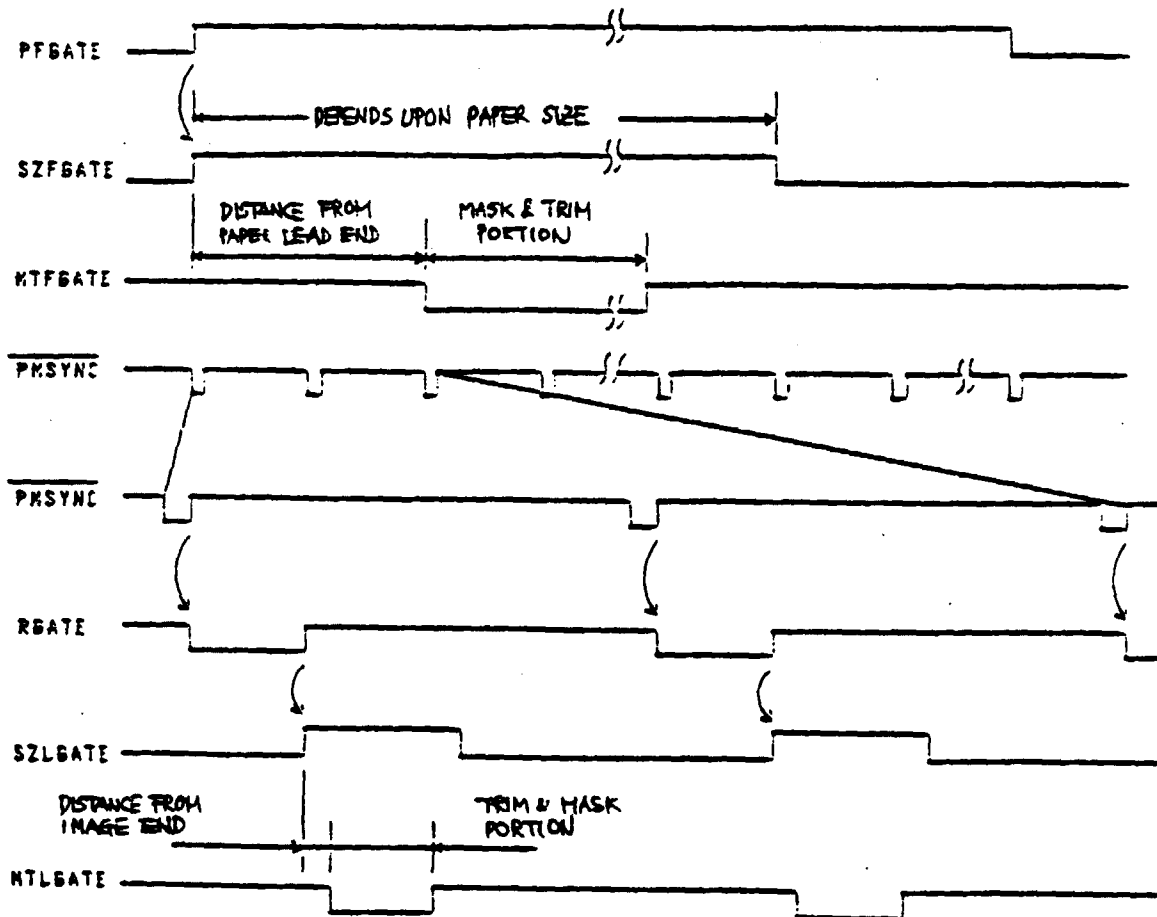 PFGATE
DEPENDS UPON PAPER SIZE
SZFGATE
DISTANCE FROM
PAPER LEAD END
MASK & TRIM
PORTION
MTFGATE
PMSYNC
PMSYNC
RGATE
SZLGATE
DISTANCE FROM
IMAGE END
TRIM & MASK
PORTION
MTLGATE